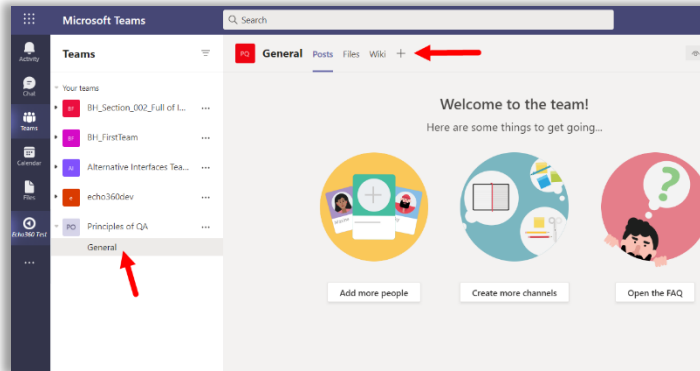 Microsoft Teams
Search
Activity
Chat
Teams
Calendar
Files
Echo360 Test
Teams
Your teams
BH_Section_002_Full of I...
BH_FirstTeam
AI Alternative Interfaces Tea...
e echo360dev
PO Principles of QA
General
PQ General Posts Files Wiki +
Welcome to the team!
Here are some things to get going...
Add more people
Create more channels
Open the FAQ